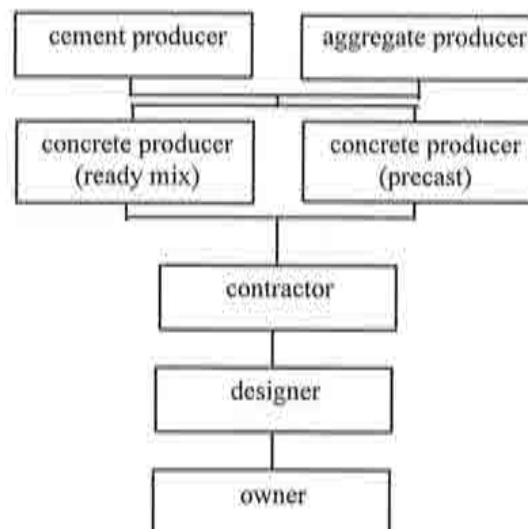 cement producer
aggregate producer
concrete producer
(ready mix)
concrete producer
(precast)
contractor
designer
owner